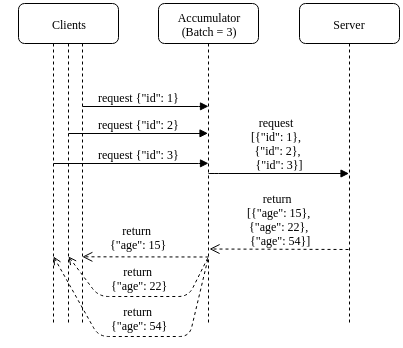 Clients
Accumulator
(Batch = 3)
Server
request {"id": 1}
request {"id": 2}
request {"id": 3}
request
[{"id": 1},
{"id": 2},
{"id": 3}]
return
[{"age": 15},
{"age": 22},
{"age": 54}]
return
{"age": 15}
return
{"age": 22}
return
{"age": 54}